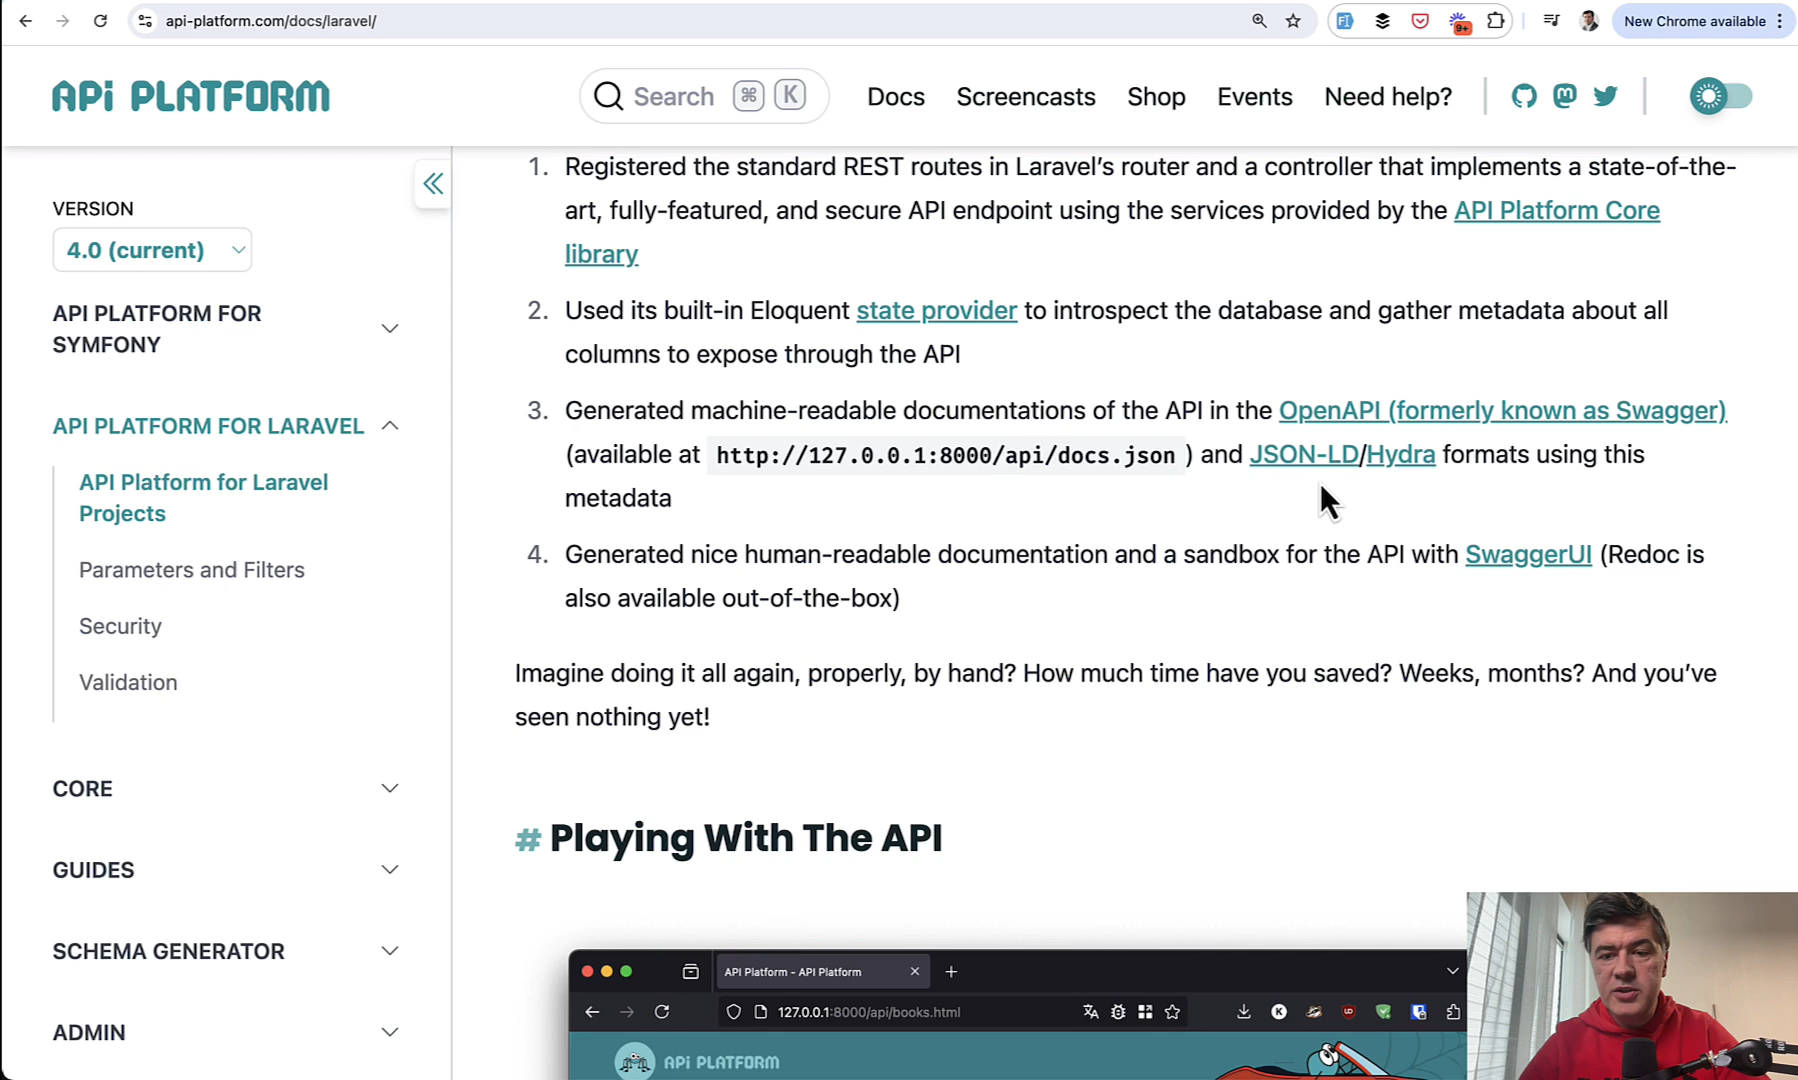 api-platform.com/docs/laravel/
9+
New Chrome available
API PLATFORM
Search ⌘ K
Docs
Screencasts
Shop
Events
Need help?
VERSION
4.0 (current)
API PLATFORM FOR
SYMFONY
API PLATFORM FOR LARAVEL
API Platform for Laravel
Projects
Parameters and Filters
Security
Validation
CORE
GUIDES
SCHEMA GENERATOR
ADMIN
1. Registered the standard REST routes in Laravel’s router and a controller that implements a state-of-the-
art, fully-featured, and secure API endpoint using the services provided by the API Platform Core
library
2. Used its built-in Eloquent state provider to introspect the database and gather metadata about all
columns to expose through the API
3. Generated machine-readable documentations of the API in the OpenAPI (formerly known as Swagger)
(available at http://127.0.0.1:8000/api/docs.json ) and JSON-LD/Hydra formats using this
metadata
4. Generated nice human-readable documentation and a sandbox for the API with SwaggerUI (Redoc is
also available out-of-the-box)
Imagine doing it all again, properly, by hand? How much time have you saved? Weeks, months? And you’ve
seen nothing yet!
# Playing With The API
API Platform - API Platform
127.0.0.1:8000/api/books.html
API PLATFORM